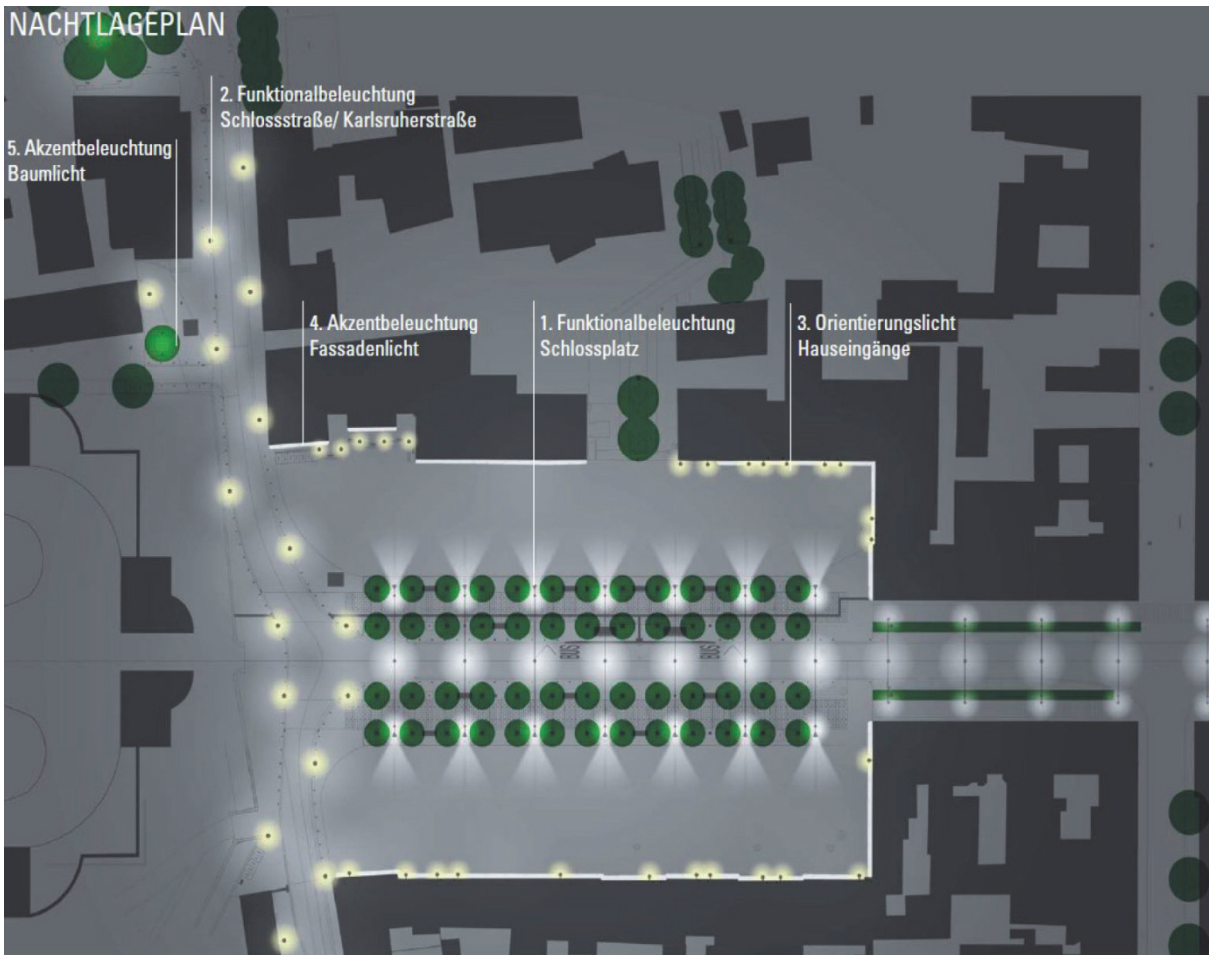 NACHTLAGEPLAN
2. Funktionalbeleuchtung
Schlossstraße/ Karlsruherstraße
5. Akzentbeleuchtung
Baumlicht
4. Akzentbeleuchtung
Fassadenlicht
1. Funktionalbeleuchtung
Schlossplatz
3. Orientierungslicht
Hauseingänge
BUS
BUS